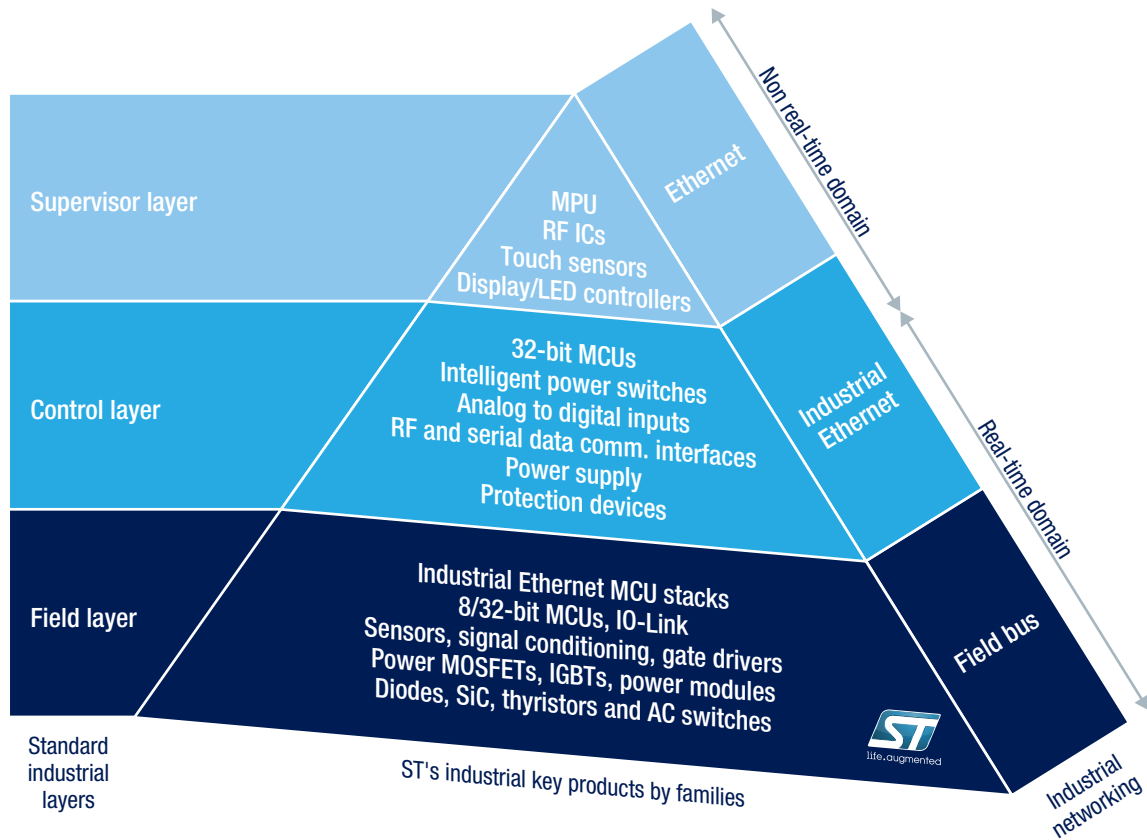 Supervisor layer
MPU
RF ICs
Touch sensors
Display/LED controllers
Ethernet
Non real-time domain
Control layer
32-bit MCUs
Intelligent power switches
Analog to digital inputs
RF and serial data comm. interfaces
Power supply
Protection devices
Industrial
Ethernet
Real-time domain
Field layer
Industrial Ethernet MCU stacks
8/32-bit MCUs, IO-Link
Sensors, signal conditioning, gate drivers
Power MOSFETs, IGBTs, power modules
Diodes, SiC, thyristors and AC switches
Field bus
ST
life.augmented
Standard
industrial
layers
ST's industrial key products by families
Industrial
networking